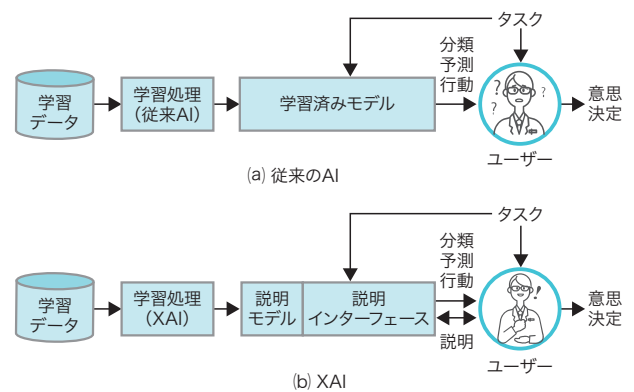 タスク
分類
予測
行動
学習
データ
学習処理
(従来AI)
学習済みモデル
?
?
?
意思
決定
ユーザー
(a) 従来のAI
タスク
分類
予測
行動
学習
データ
学習処理
(XAI)
説明
モデル
説明
インターフェース
!
意思
決定
説明
ユーザー
(b) XAI